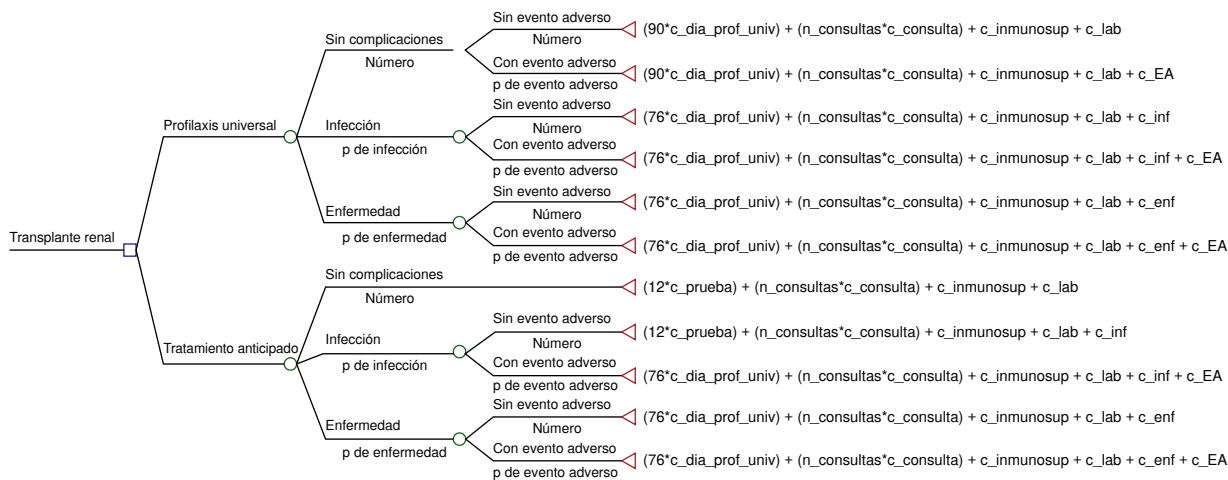 Transplante renal
Profilaxis universal
Sin complicaciones
Número
Sin evento adverso
Número
(90*c_dia_prof_univ) + (n_consultas*c_consulta) + c_inmunosup + c_lab
Con evento adverso
p de evento adverso
(90*c_dia_prof_univ) + (n_consultas*c_consulta) + c_inmunosup + c_lab + c_EA
Infección
p de infección
Sin evento adverso
Número
(76*c_dia_prof_univ) + (n_consultas*c_consulta) + c_inmunosup + c_lab + c_inf
Con evento adverso
p de evento adverso
(76*c_dia_prof_univ) + (n_consultas*c_consulta) + c_inmunosup + c_lab + c_inf + c_EA
Enfermedad
p de enfermedad
Sin evento adverso
Número
(76*c_dia_prof_univ) + (n_consultas*c_consulta) + c_inmunosup + c_lab + c_enf
Con evento adverso
p de evento adverso
(76*c_dia_prof_univ) + (n_consultas*c_consulta) + c_inmunosup + c_lab + c_enf + c_EA
Tratamiento anticipado
Sin complicaciones
Número
(12*c_prueba) + (n_consultas*c_consulta) + c_inmunosup + c_lab
Infección
p de infección
Sin evento adverso
Número
(12*c_prueba) + (n_consultas*c_consulta) + c_inmunosup + c_lab + c_inf
Con evento adverso
p de evento adverso
(76*c_dia_prof_univ) + (n_consultas*c_consulta) + c_inmunosup + c_lab + c_inf + c_EA
Enfermedad
p de enfermedad
Sin evento adverso
Número
(76*c_dia_prof_univ) + (n_consultas*c_consulta) + c_inmunosup + c_lab + c_enf
Con evento adverso
p de evento adverso
(76*c_dia_prof_univ) + (n_consultas*c_consulta) + c_inmunosup + c_lab + c_enf + c_EA